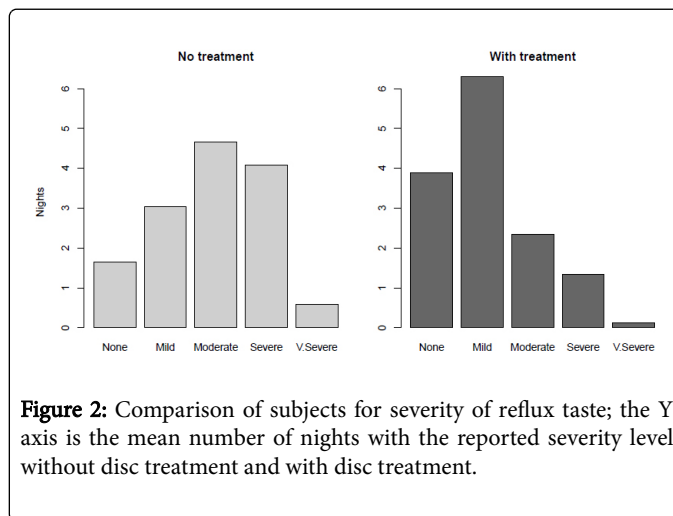 No treatment
With treatment
Nights
0 1 2 3 4 5 6
None Mild Moderate Severe V.Severe
0 1 2 3 4 5 6
None Mild Moderate Severe V.Severe
Figure 2: Comparison of subjects for severity of reflux taste; the Y
axis is the mean number of nights with the reported severity level
without disc treatment and with disc treatment.